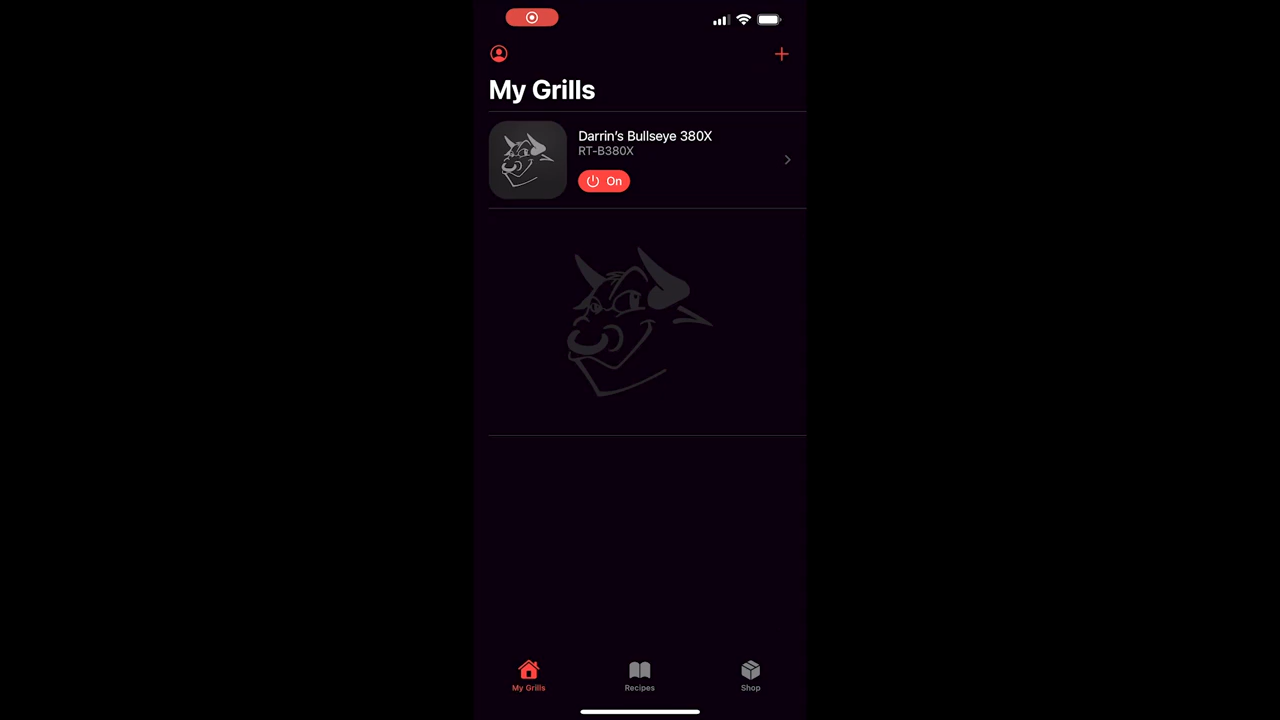 My Grills
Darrin's Bullseye 380X
RT-B380X
On
My Grills
Recipes
Shop